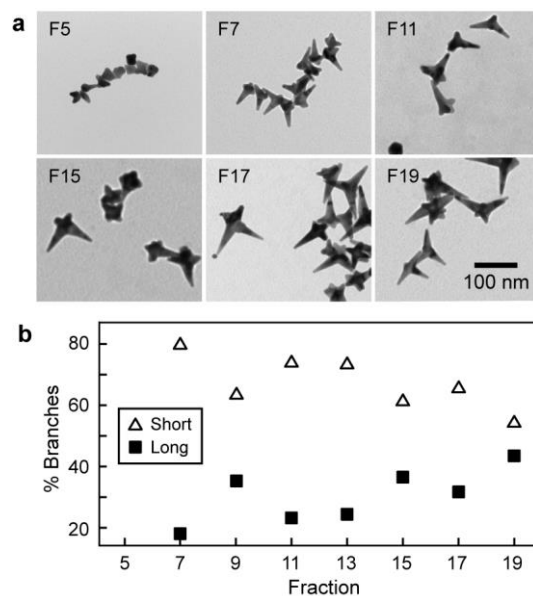 a
F5 F7 F11
F15 F17 F19
100 nm
b
80
60
40
20
% Branches
△ Short
■ Long
5 7 9 11 13 15 17 19
Fraction